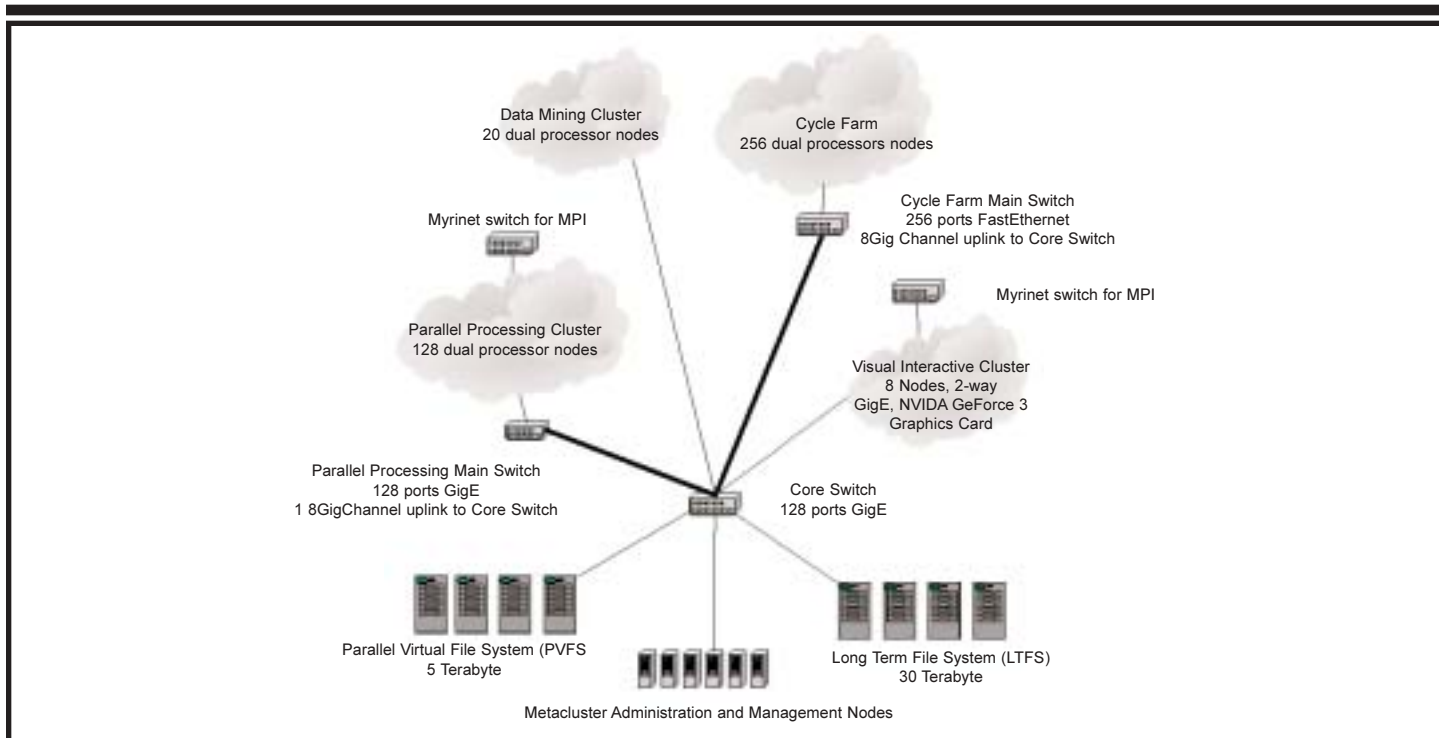 Data Mining Cluster
20 dual processor nodes
Cycle Farm
256 dual processors nodes
Myrinet switch for MPI
Cycle Farm Main Switch
256 ports FastEthernet
8Gig Channel uplink to Core Switch
Myrinet switch for MPI
Parallel Processing Cluster
128 dual processor nodes
Visual Interactive Cluster
8 Nodes, 2-way
GigE, NVIDA GeForce 3
Graphics Card
Parallel Processing Main Switch
128 ports GigE
1 8GigChannel uplink to Core Switch
Core Switch
128 ports GigE
Parallel Virtual File System (PVFS
5 Terabyte
Long Term File System (LTFS)
30 Terabyte
Metacluster Administration and Management Nodes